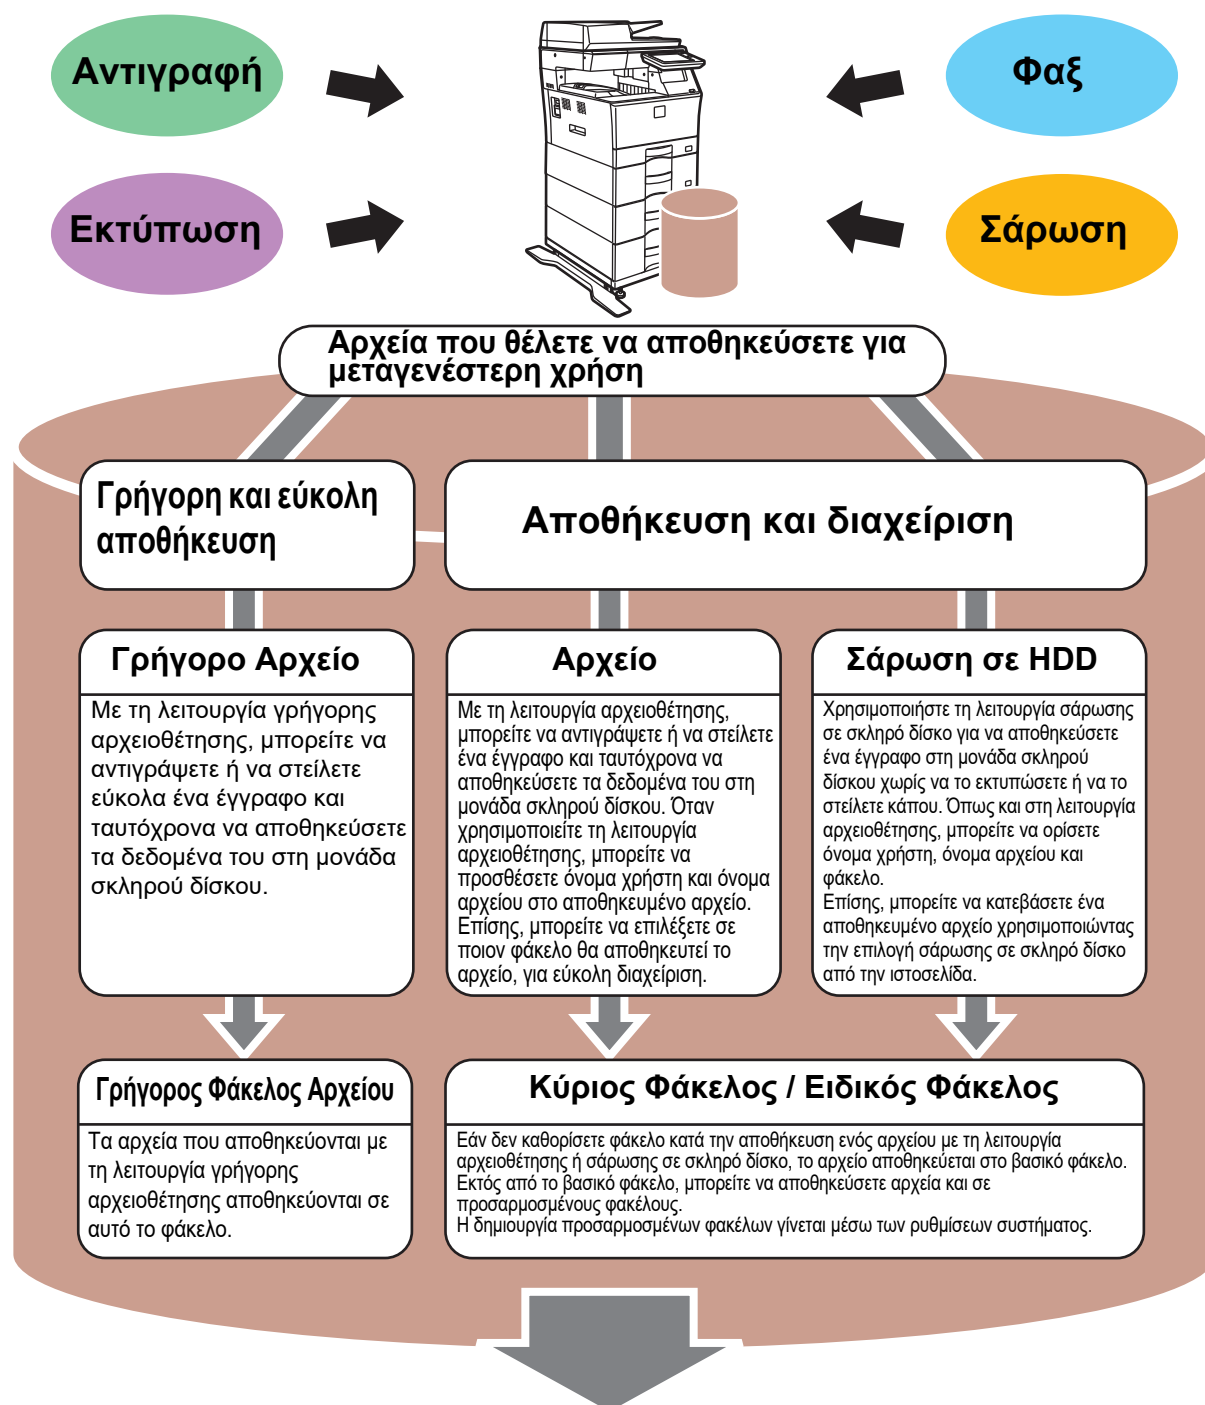 Αντιγραφή
Φαξ
Εκτύπωση
Σάρωση
Αρχεία που θέλετε να αποθηκεύσετε για
μεταγενέστερη χρήση
Γρήγορη και εύκολη
αποθήκευση
Αποθήκευση και διαχείριση
Γρήγορο Αρχείο
Με τη λειτουργία γρήγορης
αρχειοθέτησης, μπορείτε να
αντιγράψετε ή να στείλετε
εύκολα ένα έγγραφο και
ταυτόχρονα να αποθηκεύσετε
τα δεδομένα του στη μονάδα
σκληρού δίσκου.
Αρχείο
Με τη λειτουργία αρχειοθέτησης,
μπορείτε να αντιγράψετε ή να στείλετε
ένα έγγραφο και ταυτόχρονα να
αποθηκεύσετε τα δεδομένα του στη
μονάδα σκληρού δίσκου. Όταν
χρησιμοποιείτε τη λειτουργία
αρχειοθέτησης, μπορείτε να
προσθέσετε όνομα χρήστη και όνομα
αρχείου στο αποθηκευμένο αρχείο.
Επίσης, μπορείτε να επιλέξετε σε
ποιον φάκελο θα αποθηκευτεί το
αρχείο, για εύκολη διαχείριση.
Σάρωση σε HDD
Χρησιμοποιήστε τη λειτουργία σάρωσης
σε σκληρό δίσκο για να αποθηκεύσετε
ένα έγγραφο στη μονάδα σκληρού
δίσκου χωρίς να το εκτυπώσετε ή να το
στείλετε κάπου. Όπως και στη λειτουργία
αρχειοθέτησης, μπορείτε να ορίσετε
όνομα χρήστη, όνομα αρχείου και
φάκελο.
Επίσης, μπορείτε να κατεβάσετε ένα
αποθηκευμένο αρχείο χρησιμοποιώντας
την επιλογή σάρωσης σε σκληρό δίσκο
από την ιστοσελίδα.
Γρήγορος Φάκελος Αρχείου
Τα αρχεία που αποθηκεύονται με
τη λειτουργία γρήγορης
αρχειοθέτησης αποθηκεύονται σε
αυτό το φάκελο.
Κύριος Φάκελος / Ειδικός Φάκελος
Εάν δεν καθορίσετε φάκελο κατά την αποθήκευση ενός αρχείου με τη λειτουργία
αρχειοθέτησης ή σάρωσης σε σκληρό δίσκο, το αρχείο αποθηκεύεται στο βασικό φάκελο.
Εκτός από το βασικό φάκελο, μπορείτε να αποθηκεύσετε αρχεία και σε
προσαρμοσμένους φακέλους.
Η δημιουργία προσαρμοσμένων φακέλων γίνεται μέσω των ρυθμίσεων συστήματος.